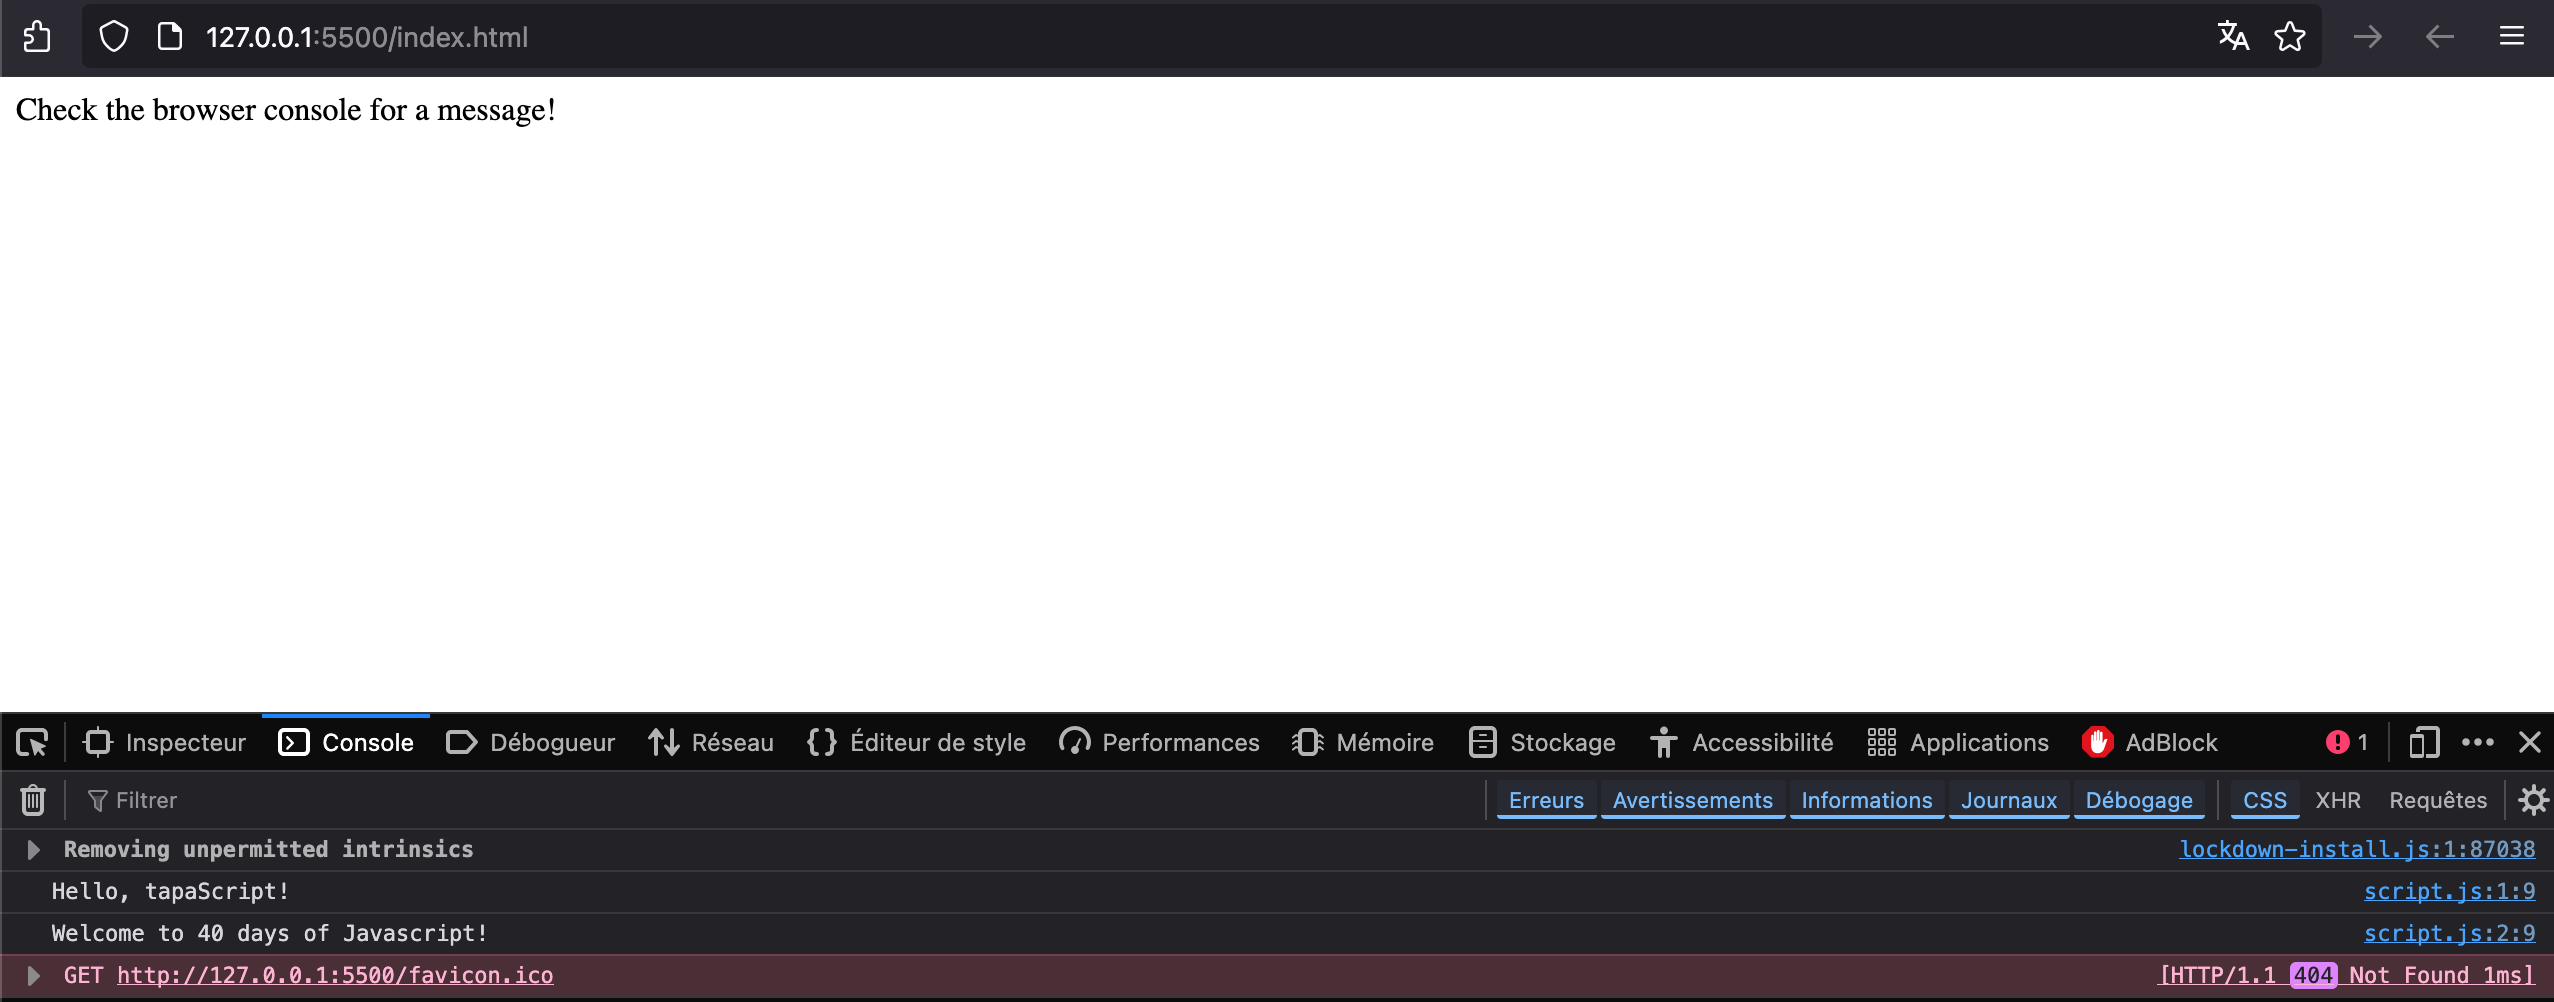 127.0.0.1:5500/index.html
Check the browser console for a message!
Inspecteur Console Débogueur Réseau Éditeur de style Performances Mémoire Stockage Accessibilité Applications AdBlock 1
Filtrer Erreurs Avertissements Informations Journaux Débogage CSS XHR Requêtes
Removing unpermitted intrinsics lockdown-install.js:1:87038
Hello, tapaScript! script.js:1:9
Welcome to 40 days of Javascript! script.js:2:9
GET http://127.0.0.1:5500/favicon.ico [HTTP/1.1 404 Not Found 1ms]